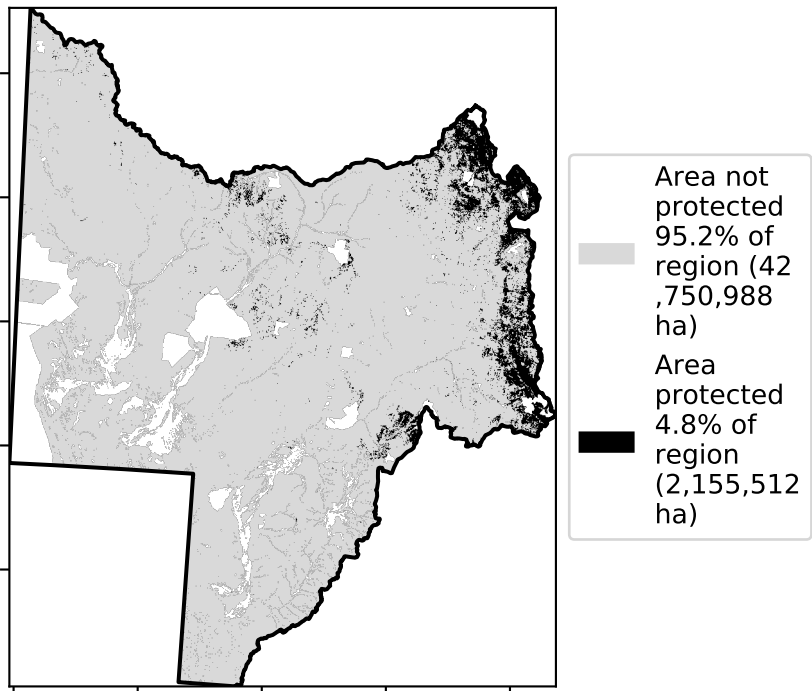 Area not
protected
95.2% of
region (42
,750,988
ha)
Area
protected
4.8% of
region
(2,155,512
ha)